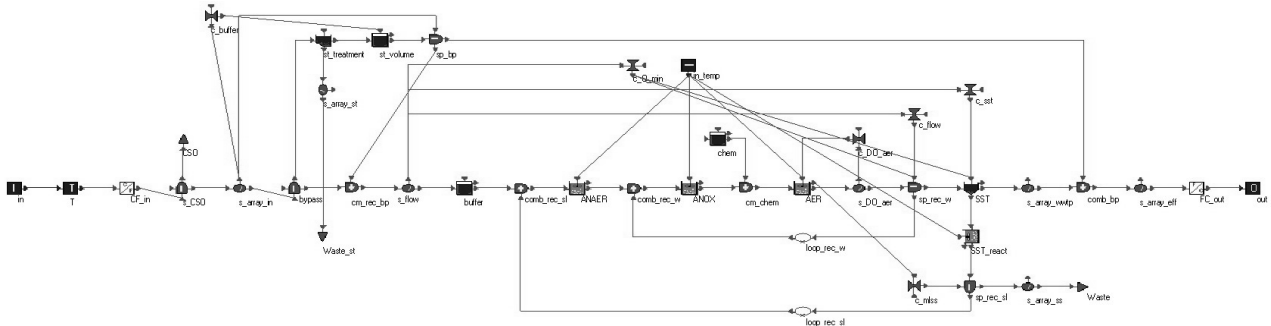 c_buffer
st_treatment
st_volume
sp_bp
c_Q_min
in_temp
s_array_st
c_sst
c_flow
CSO
chem
c_DO_aer
I
T
O
in
T
CF_in
s_CSO
s_array_in
bypass
cm_rec_bp
s_flow
buffer
comb_rec_sl
ANAER
comb_rec_w
ANOX
cm_chem
AER
s_DO_aer
sp_rec_w
SST
s_array_wwtp
comb_bp
s_array_eff
FC_out
out
Waste_st
loop_rec_w
SST_react
c_mlss
sp_rec_sl
s_array_ss
Waste
loop_rec_sl